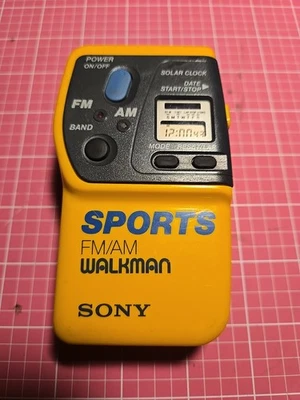 POWER
ON/OFF
SOLAR CLOCK
DATE
START/STOP
FM
AM
BAND
12:00
MODE
SPORTS
FM/AM
WALKMAN
SONY